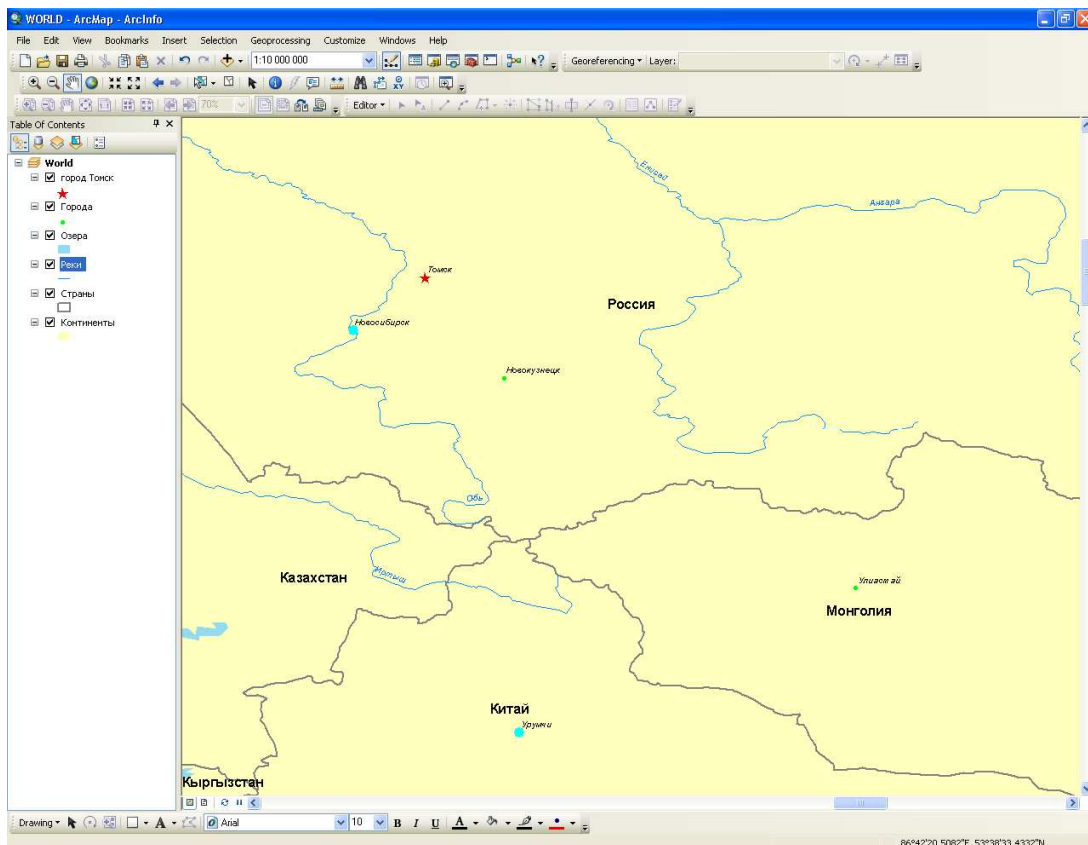 WORLD - ArcMap - ArcInfo
File Edit View Bookmarks Insert Selection Geoprocessing Customize Windows Help
1:10 000 000 Georeferencing Layer:
70% Editor
Table Of Contents
World
город Томск
Города
Озера
Реки
Страны
Континенты
Енисей
Ангара
Томск
Россия
Новосибирск
Новокузнецк
Обь
Казахстан
Иртыш
Улиастай
Монголия
Китай
Урумчи
Кыргызстан
Drawing A Arial 10 B I U A
86°42'20,5082"E 53°38'33,4332"N